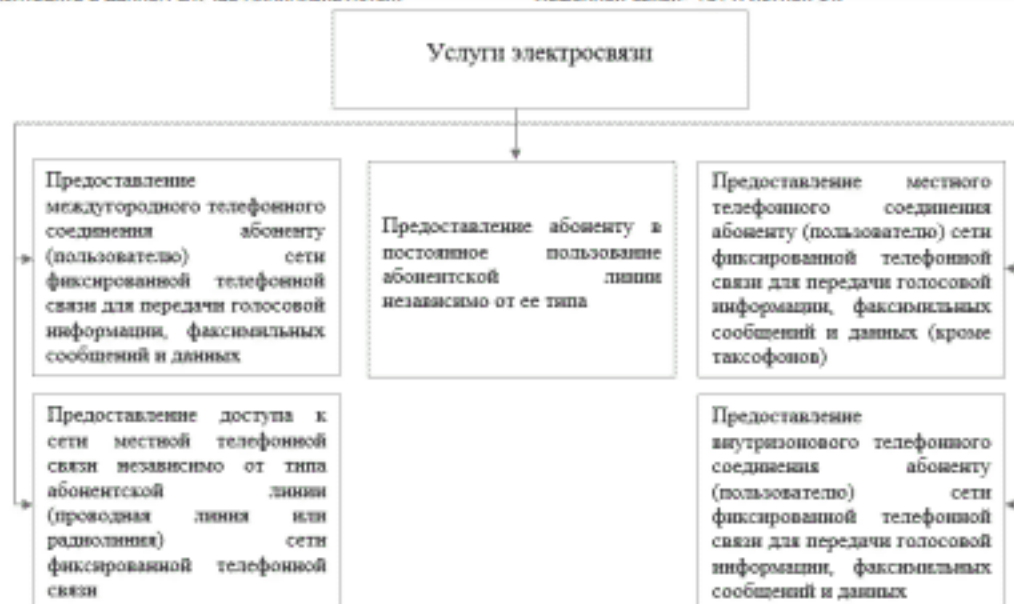 Услуги электросвязи
Предоставление
междугородного телефонного
соединения абоненту
(пользователю) сети
фиксированной телефонной
связи для передачи голосовой
информации, факсимильных
сообщений и данных
Предоставление абоненту в
постоянное пользование
абонентской линии
независимо от ее типа
Предоставление местного
телефонного соединения
абоненту (пользователю) сети
фиксированной телефонной
связи для передачи голосовой
информации, факсимильных
сообщений и данных (кроме
таксофонов)
Предоставление доступа к
сети местной телефонной
связи независимо от типа
абонентской линии
(проводная линия или
радиолиния) сети
фиксированной телефонной
связи
Предоставление
внутризонового телефонного
соединения абоненту
(пользователю) сети
фиксированной телефонной
связи для передачи голосовой
информации, факсимильных
сообщений и данных